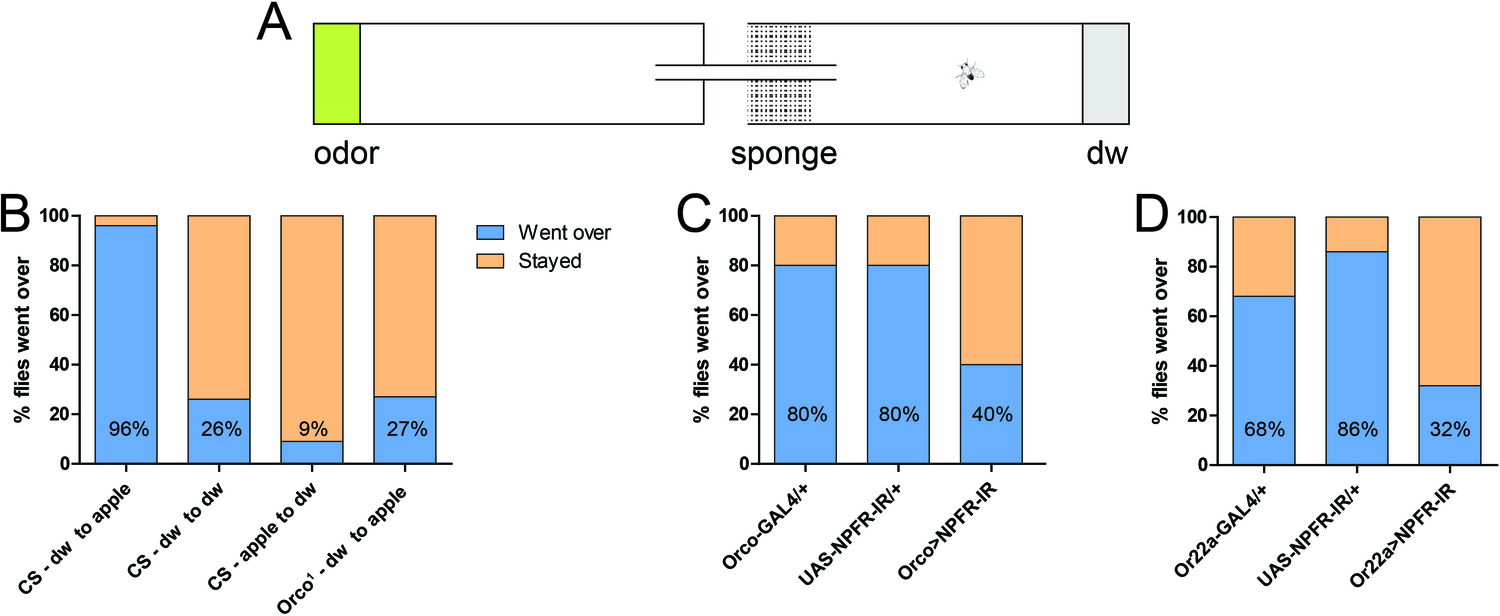 A
odor
sponge
dw
B
% flies went over
100
80
60
40
20
0
96%
26%
9%
27%
CS - dw to apple
CS - dw to dw
CS - apple to dw
Orco¹ - dw to apple
Went over
Stayed
C
% flies went over
100
80
60
40
20
0
80%
80%
40%
Orco-GAL4/+
UAS-NPFR-IR/+
Orco>NPFR-IR
D
% flies went over
100
80
60
40
20
0
68%
86%
32%
Or22a-GAL4/+
UAS-NPFR-IR/+
Or22a>NPFR-IR